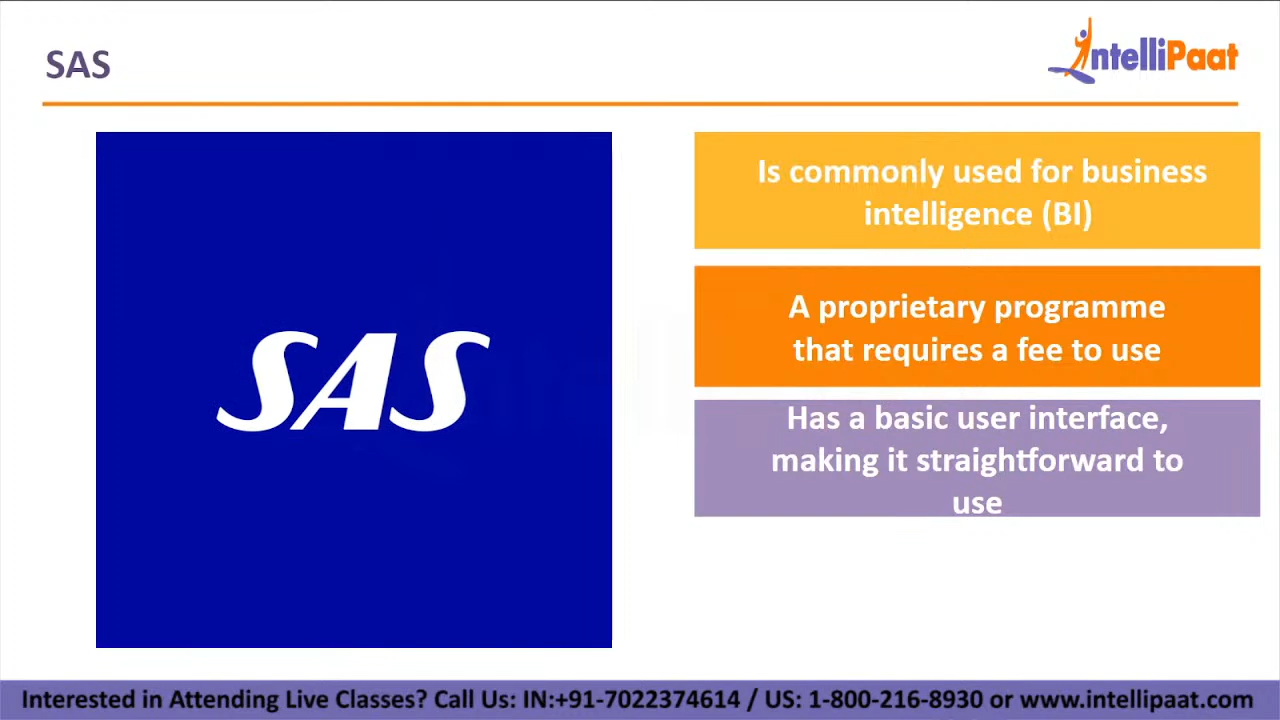 SAS
IntelliPaat
SAS
Is commonly used for business
intelligence (BI)
A proprietary programme
that requires a fee to use
Has a basic user interface,
making it straightforward to
use
Interested in Attending Live Classes? Call Us: IN:+91-7022374614 / US: 1-800-216-8930 or www.intellipaat.com